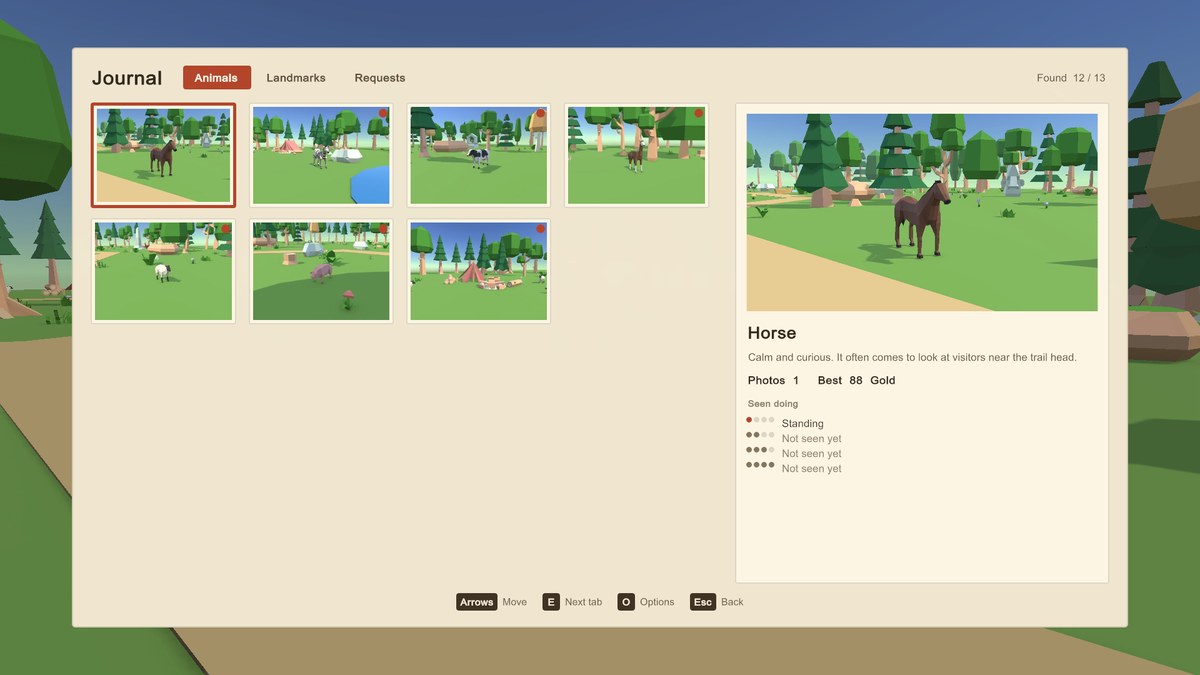 Journal Animals Landmarks Requests Found 12 / 13
Horse
Calm and curious. It often comes to look at visitors near the trail head.
Photos 1 Best 88 Gold
Seen doing
Standing
Not seen yet
Not seen yet
Not seen yet
Arrows Move E Next tab O Options Esc Back